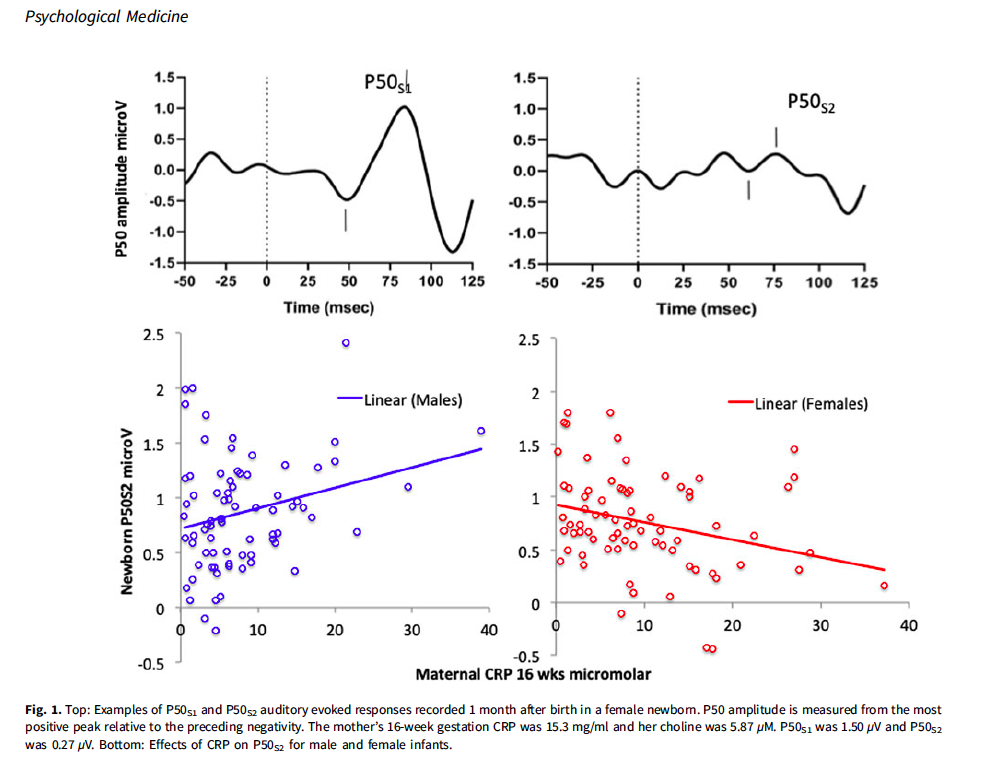 Psychological Medicine
P50 amplitude microV
1.5
1.0
0.5
0.0
-0.5
-1.0
-1.5
P50S1
-50 -25 0 25 50 75 100 125
Time (msec)
1.5
1.0
0.5
0.0
-0.5
-1.0
-1.5
P50S2
-50 -25 0 25 50 75 100 125
Time (msec)
Newborn P50S2 microV
2.5
2
1.5
1
0.5
0
-0.5
Linear (Males)
0 10 20 30 40
2.5
2
1.5
1
0.5
0
-0.5
Linear (Females)
0 10 20 30 40
Maternal CRP 16 wks micromolar
Fig. 1. Top: Examples of P50S1 and P50S2 auditory evoked responses recorded 1 month after birth in a female newborn. P50 amplitude is measured from the most
positive peak relative to the preceding negativity. The mother's 16-week gestation CRP was 15.3 mg/ml and her choline was 5.87 μM. P50S1 was 1.50 μV and P50S2
was 0.27 μV. Bottom: Effects of CRP on P50S2 for male and female infants.